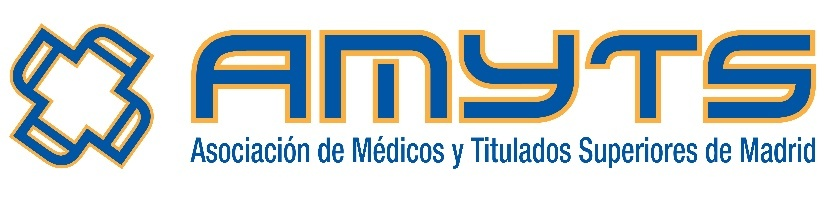 AMYTS
Asociación de Médicos y Titulados Superiores de Madrid